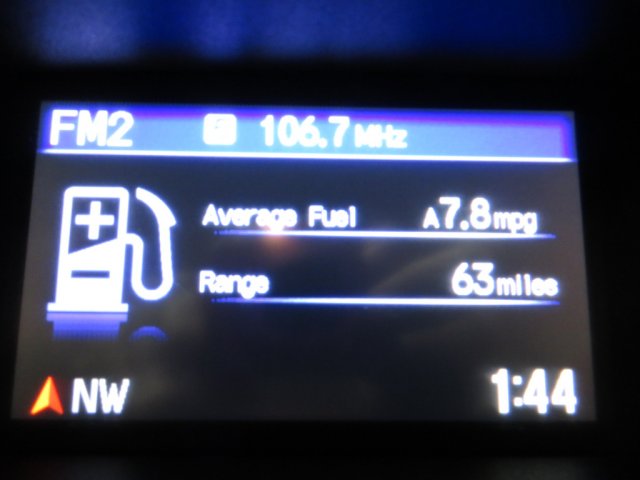 FM2 106.7 MHz
Average Fuel A7.8mpg
Range 63miles
NW 1:44